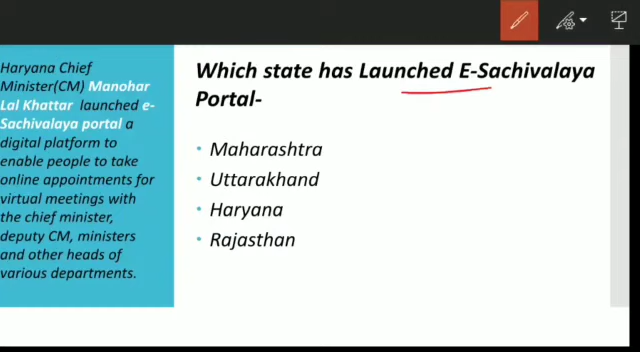 Haryana Chief
Minister(CM) Manohar
Lal Khattar launched e-
Sachivalaya portal a
digital platform to
enable people to take
online appointments for
virtual meetings with
the chief minister,
deputy CM, ministers
and other heads of
various departments.
Which state has Launched E-Sachivalaya
Portal-
• Maharashtra
• Uttarakhand
• Haryana
• Rajasthan